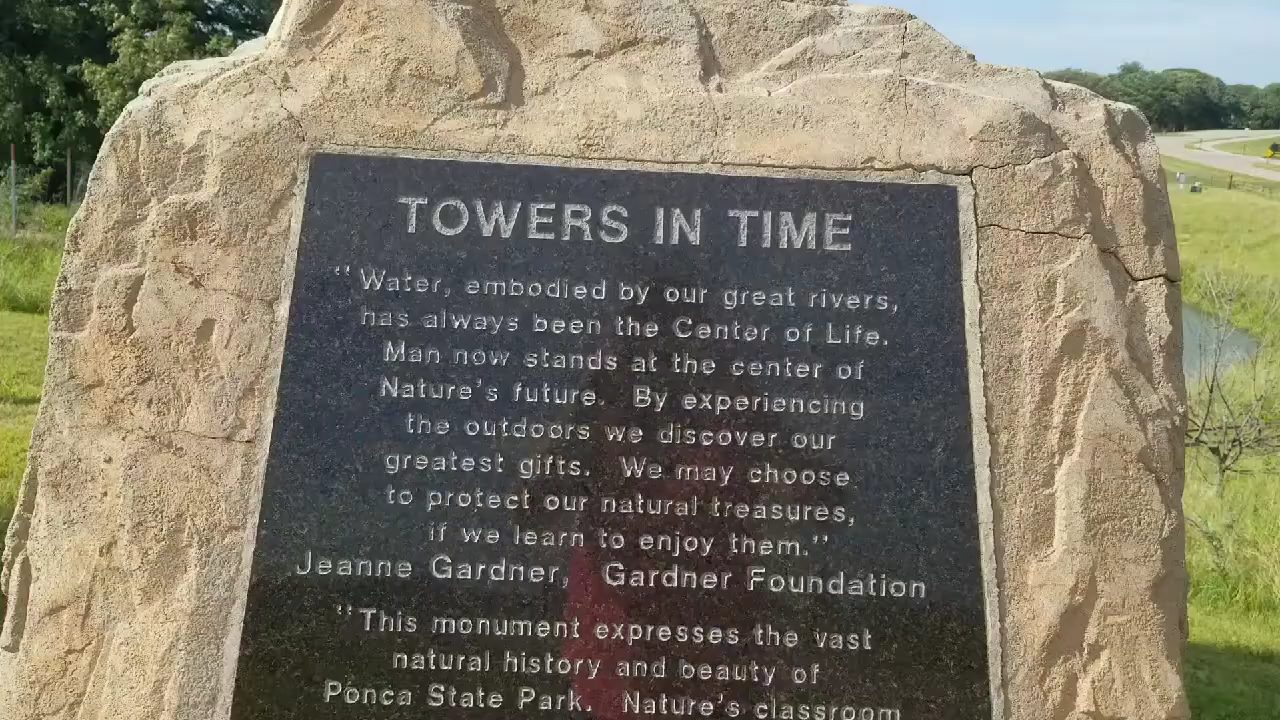 TOWERS IN TIME
"Water, embodied by our great rivers,
has always been the Center of Life.
Man now stands at the center of
Nature's future. By experiencing
the outdoors we discover our
greatest gifts. We may choose
to protect our natural treasures,
if we learn to enjoy them."
Jeanne Gardner, Gardner Foundation
"This monument expresses the vast
natural history and beauty of
Ponca State Park. Nature's classroom